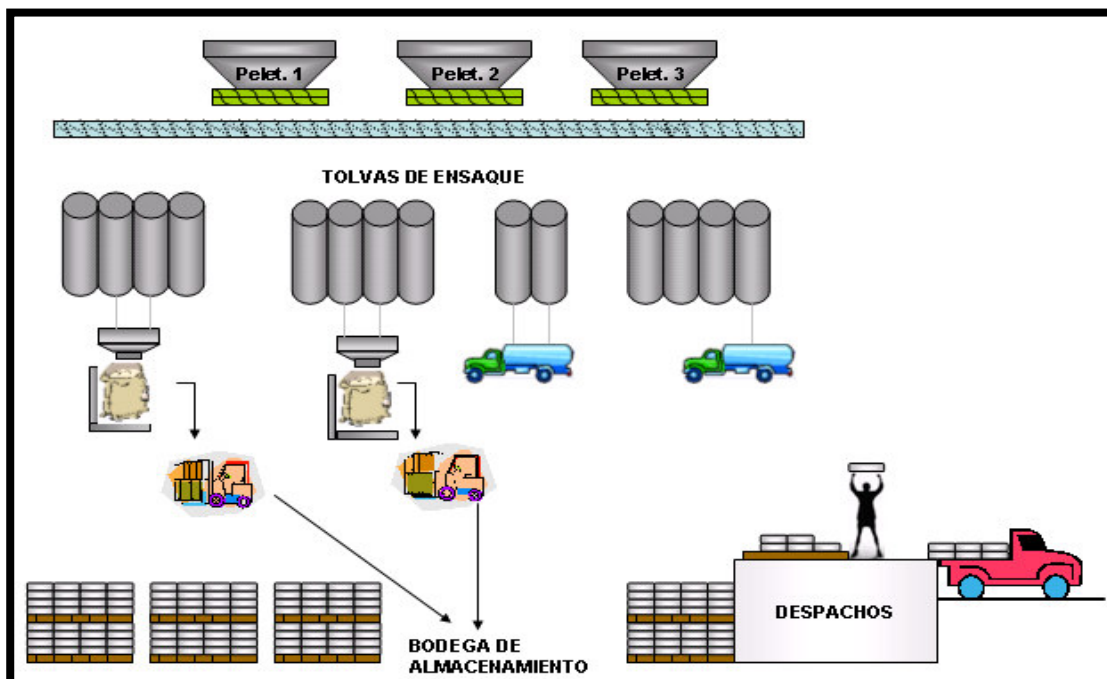 Pelet. 1
Pelet. 2
Pelet. 3
TOLVAS DE ENSAQUE
DESPACHOS
BODEGA DE
ALMACENAMIENTO